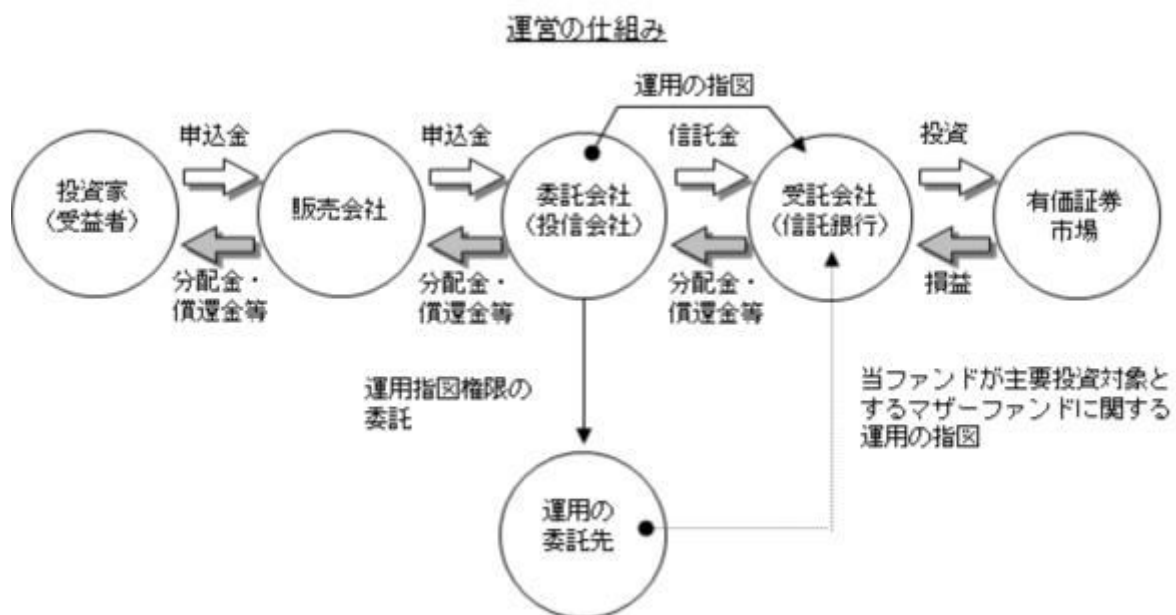 運営の仕組み
運用の指図
申込金
申込金
信託金
投資
投資家
（受益者）
販売会社
委託会社
（投信会社）
受託会社
（信託銀行）
有価証券
市場
分配金・
償還金等
分配金・
償還金等
分配金・
償還金等
損益
運用指図権限の
委託
当ファンドが主要投資対象と
するマザーファンドに関する
運用の指図
運用の
委託先